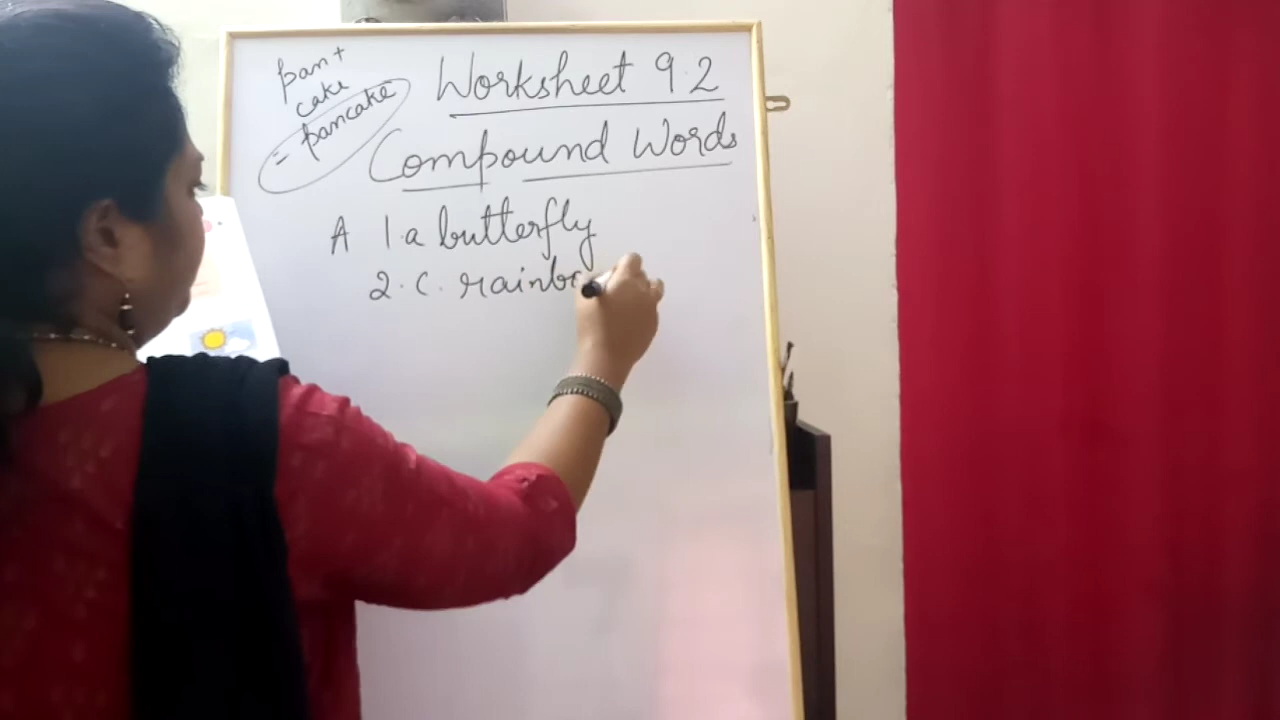 pan +
cake
= pancake
Worksheet 9.2
Compound Words
A 1.a butterfly
2.c. rainbo